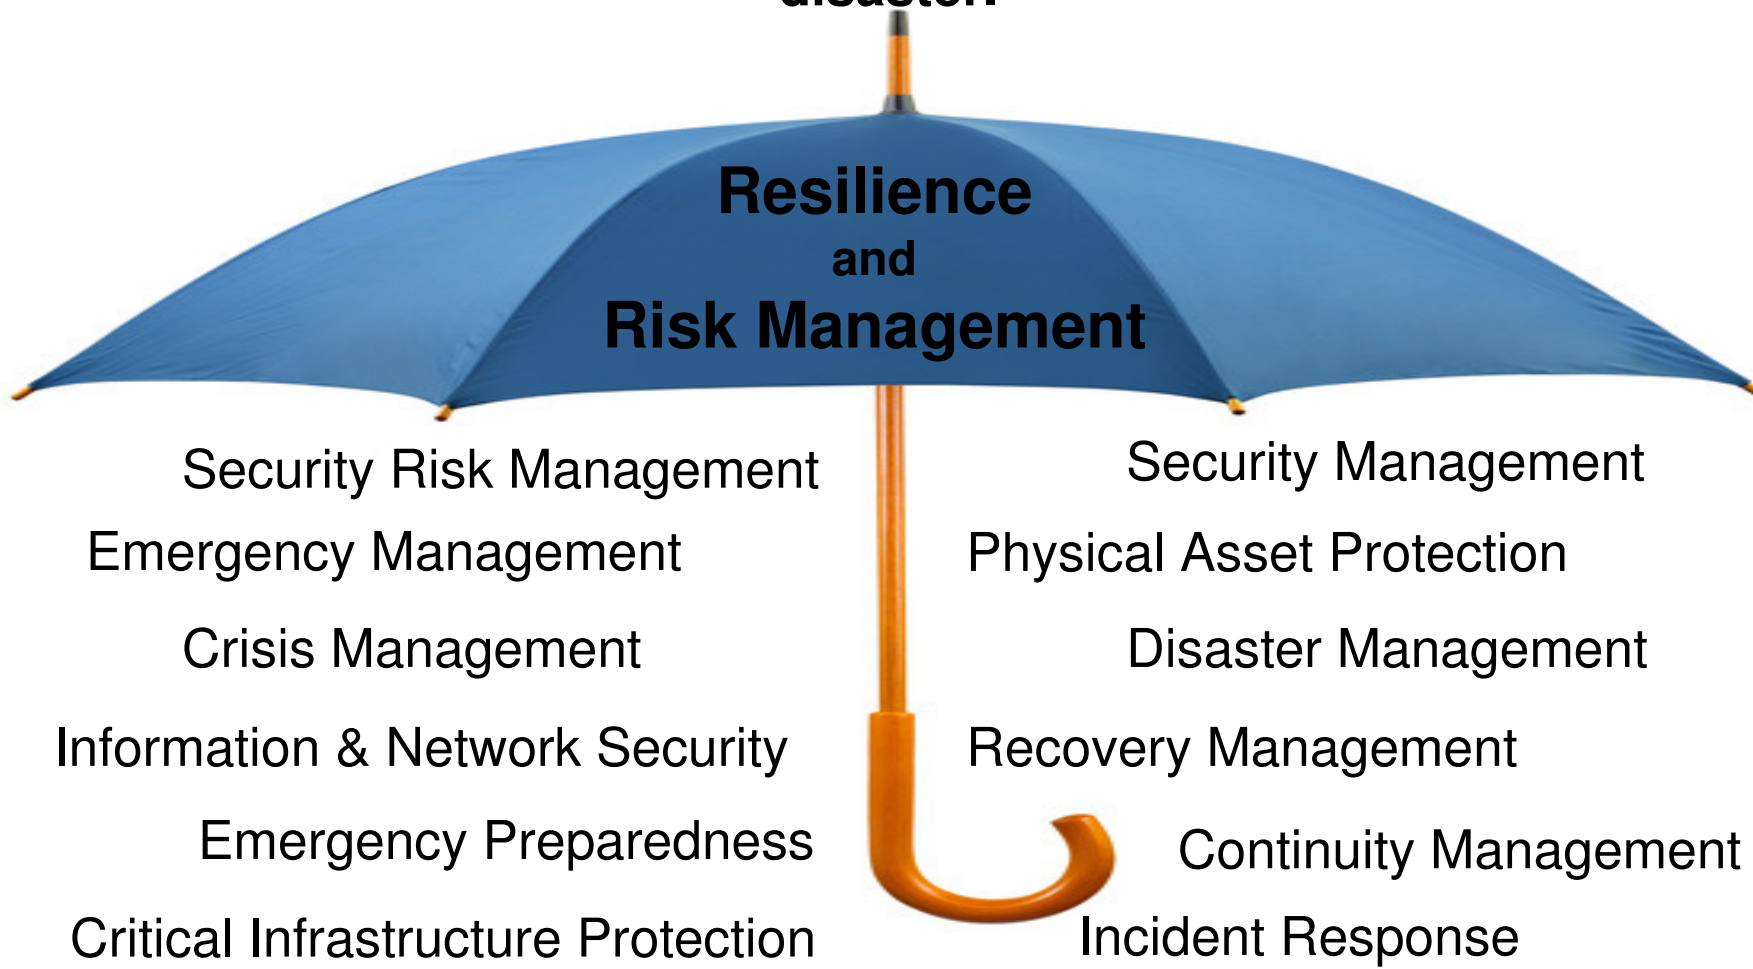 disaster.
Resilience
and
Risk Management
Security Risk Management
Security Management
Emergency Management
Physical Asset Protection
Crisis Management
Disaster Management
Information & Network Security
Recovery Management
Emergency Preparedness
Continuity Management
Critical Infrastructure Protection
Incident Response